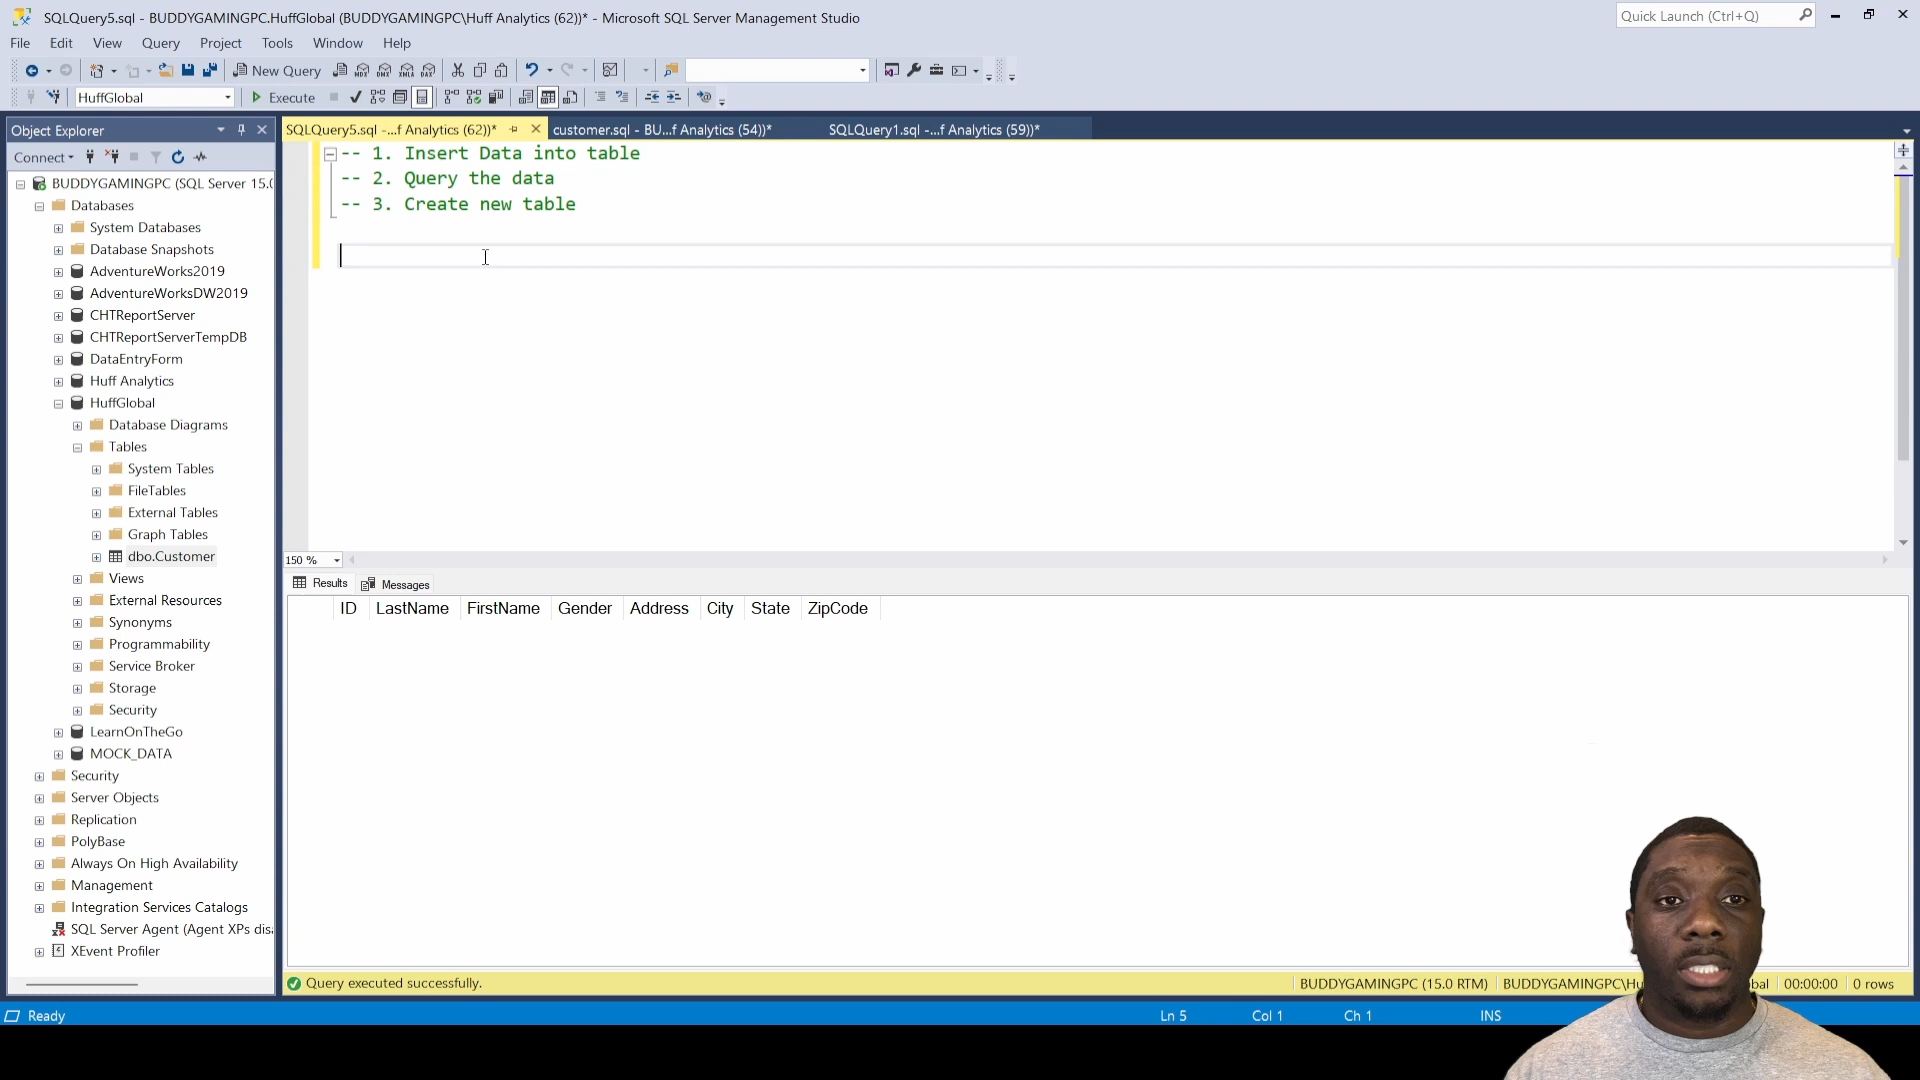 SQLQuery5.sql - BUDDYGAMINGPC.HuffGlobal (BUDDYGAMINGPC\Huff Analytics (62))* - Microsoft SQL Server Management Studio
Quick Launch (Ctrl+Q)
File Edit View Query Project Tools Window Help
New Query
HuffGlobal Execute
Object Explorer
SQLQuery5.sql -...f Analytics (62))* customer.sql - BU...f Analytics (54))* SQLQuery1.sql -...f Analytics (59))*
Connect
BUDDYGAMINGPC (SQL Server 15.0
Databases
System Databases
Database Snapshots
AdventureWorks2019
AdventureWorksDW2019
CHTReportServer
CHTReportServerTempDB
DataEntryForm
Huff Analytics
HuffGlobal
Database Diagrams
Tables
System Tables
FileTables
External Tables
Graph Tables
dbo.Customer
Views
External Resources
Synonyms
Programmability
Service Broker
Storage
Security
LearnOnTheGo
MOCK_DATA
Security
Server Objects
Replication
PolyBase
Always On High Availability
Management
Integration Services Catalogs
SQL Server Agent (Agent XPs disa
XEvent Profiler
-- 1. Insert Data into table
-- 2. Query the data
-- 3. Create new table
150 %
Results Messages
ID LastName FirstName Gender Address City State ZipCode
Query executed successfully.
BUDDYGAMINGPC (15.0 RTM) BUDDYGAMINGPC\Hu bal 00:00:00 0 rows
Ready Ln 5 Col 1 Ch 1 INS